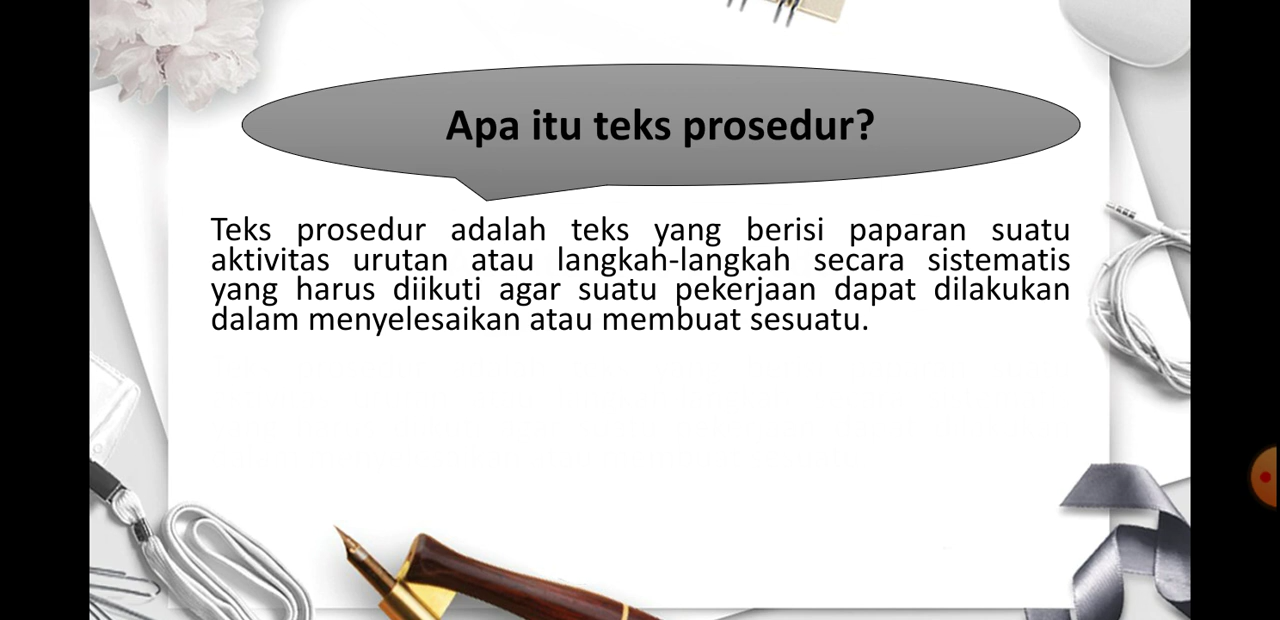 Apa itu teks prosedur?
Teks prosedur adalah teks yang berisi paparan suatu
aktivitas urutan atau langkah-langkah secara sistematis
yang harus diikuti agar suatu pekerjaan dapat dilakukan
dalam menyelesaikan atau membuat sesuatu.